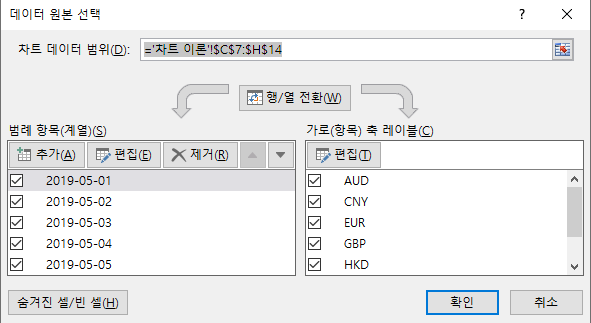 데이터 원본 선택
차트 데이터 범위(D): ='차트 이론'!$C$7:$H$14
행/열 전환(W)
범례 항목(계열)(S)
추가(A) 편집(E) 제거(R)
2019-05-01
2019-05-02
2019-05-03
2019-05-04
2019-05-05
가로(항목) 축 레이블(C)
편집(T)
AUD
CNY
EUR
GBP
HKD
숨겨진 셀/빈 셀(H)
확인
취소